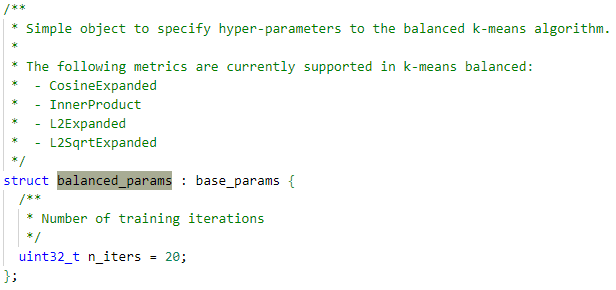 /**
 * Simple object to specify hyper-parameters to the balanced k-means algorithm.
 *
 * The following metrics are currently supported in k-means balanced:
 *  - CosineExpanded
 *  - InnerProduct
 *  - L2Expanded
 *  - L2SqrtExpanded
 */
struct balanced_params : base_params {
  /**
   * Number of training iterations
   */
  uint32_t n_iters = 20;
};